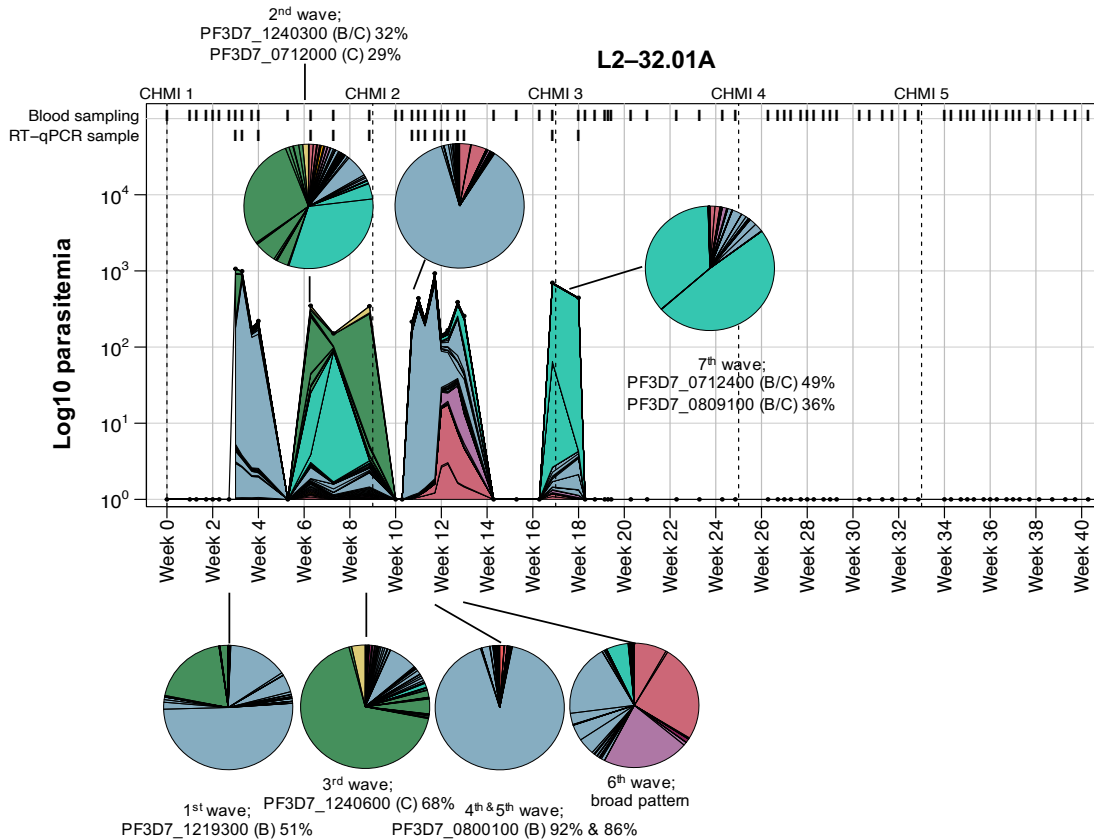 2nd wave;
PF3D7_1240300 (B/C) 32%
PF3D7_0712000 (C) 29%
L2–32.01A
CHMI 1
CHMI 2
CHMI 3
CHMI 4
CHMI 5
Blood sampling
RT–qPCR sample
Log10 parasitemia
10^4
10^3
10^2
10^1
10^0
7th wave;
PF3D7_0712400 (B/C) 49%
PF3D7_0809100 (B/C) 36%
Week 0
Week 2
Week 4
Week 6
Week 8
Week 10
Week 12
Week 14
Week 16
Week 18
Week 20
Week 22
Week 24
Week 26
Week 28
Week 30
Week 32
Week 34
Week 36
Week 38
Week 40
1st wave;
PF3D7_1219300 (B) 51%
3rd wave;
PF3D7_1240600 (C) 68%
4th & 5th wave;
PF3D7_0800100 (B) 92% & 86%
6th wave;
broad pattern